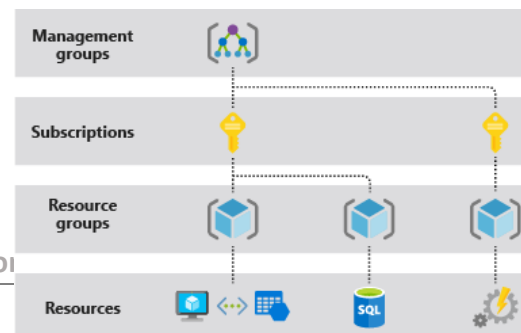 Management
groups
Subscriptions
Resource
groups
Resources
SQL